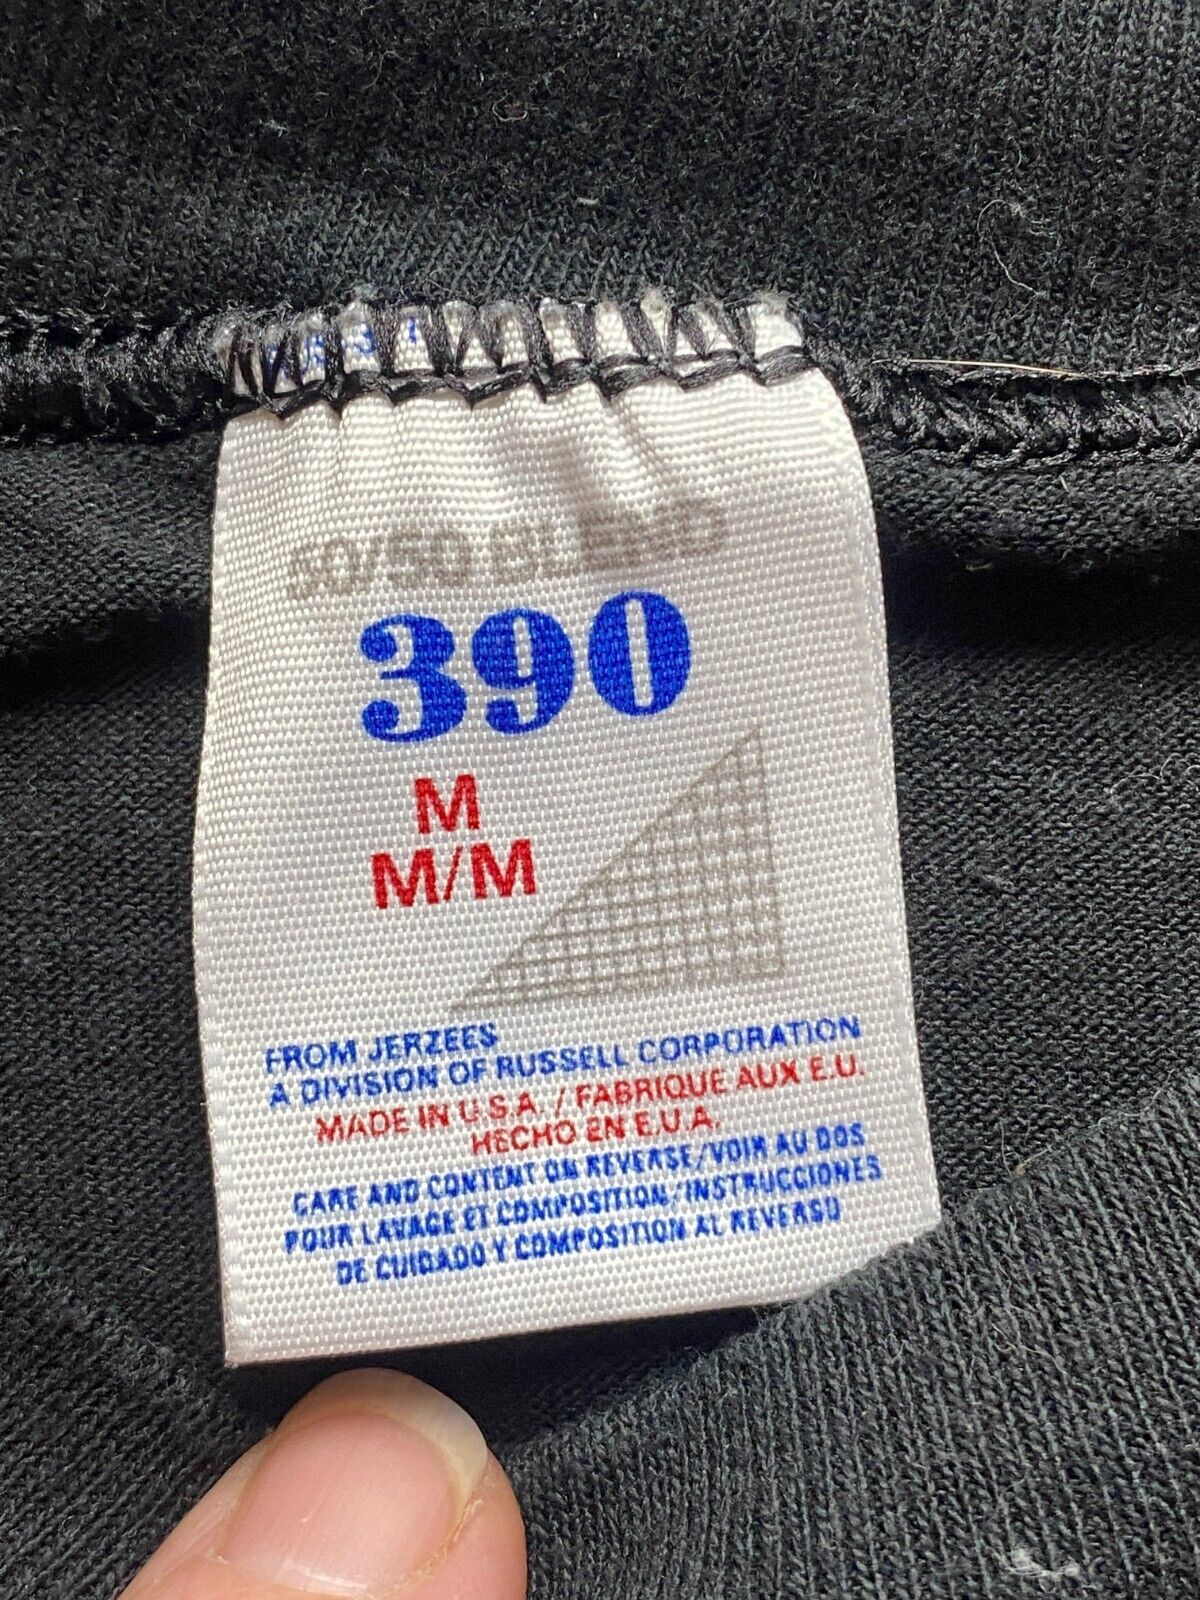 50/50 BLEND
390
M
M/M
FROM JERZEES
A DIVISION OF RUSSELL CORPORATION
MADE IN U.S.A. / FABRIQUE AUX E.U.
HECHO EN E.U.A.
CARE AND CONTENT ON REVERSE/VOIR AU DOS
POUR LAVAGE ET COMPOSITION/INSTRUCCIONES
DE CUIDADO Y COMPOSITION AL REVERSO